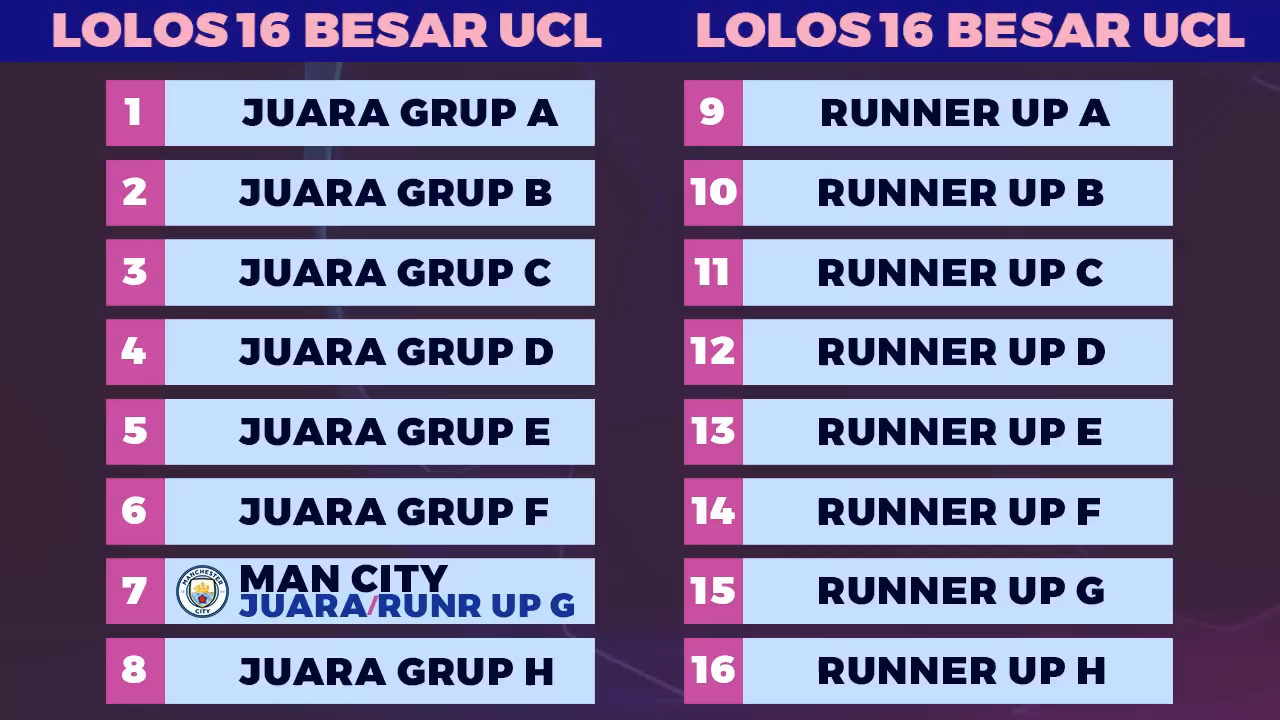 LOLOS 16 BESAR UCL
1 JUARA GRUP A
2 JUARA GRUP B
3 JUARA GRUP C
4 JUARA GRUP D
5 JUARA GRUP E
6 JUARA GRUP F
7 MANCHESTER CITY MAN CITY
JUARA/RUNR UP G
8 JUARA GRUP H
LOLOS 16 BESAR UCL
9 RUNNER UP A
10 RUNNER UP B
11 RUNNER UP C
12 RUNNER UP D
13 RUNNER UP E
14 RUNNER UP F
15 RUNNER UP G
16 RUNNER UP H